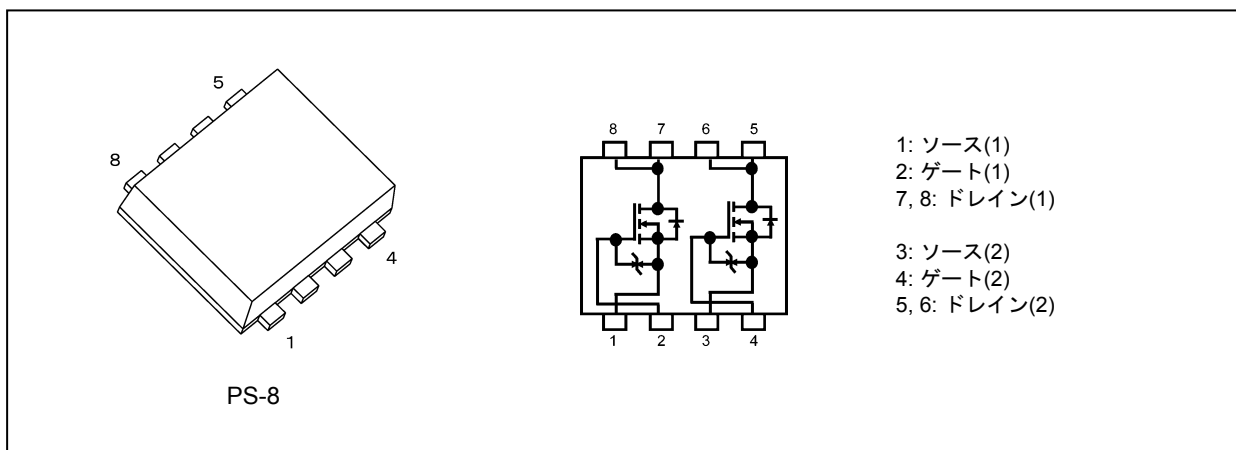 5
8
4
1
PS-8
8 7 6 5
1 2 3 4
1: ソース(1)
2: ゲート(1)
7, 8: ドレイン(1)
3: ソース(2)
4: ゲート(2)
5, 6: ドレイン(2)